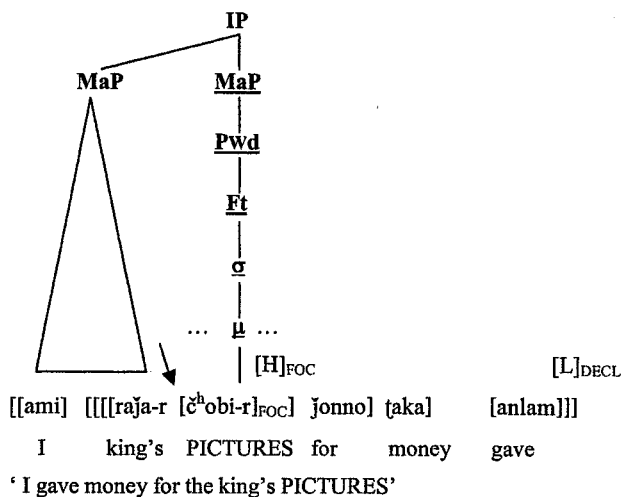 IP
MaP MaP
PWd
Ft
σ
... μ ...
[H]FOC [L]DECL
[[ami] [[[[raǰa-r [čʰobi-r]FOC] ǰonno] ṭaka] [anlam]]]
I king's PICTURES for money gave
' I gave money for the king's PICTURES'